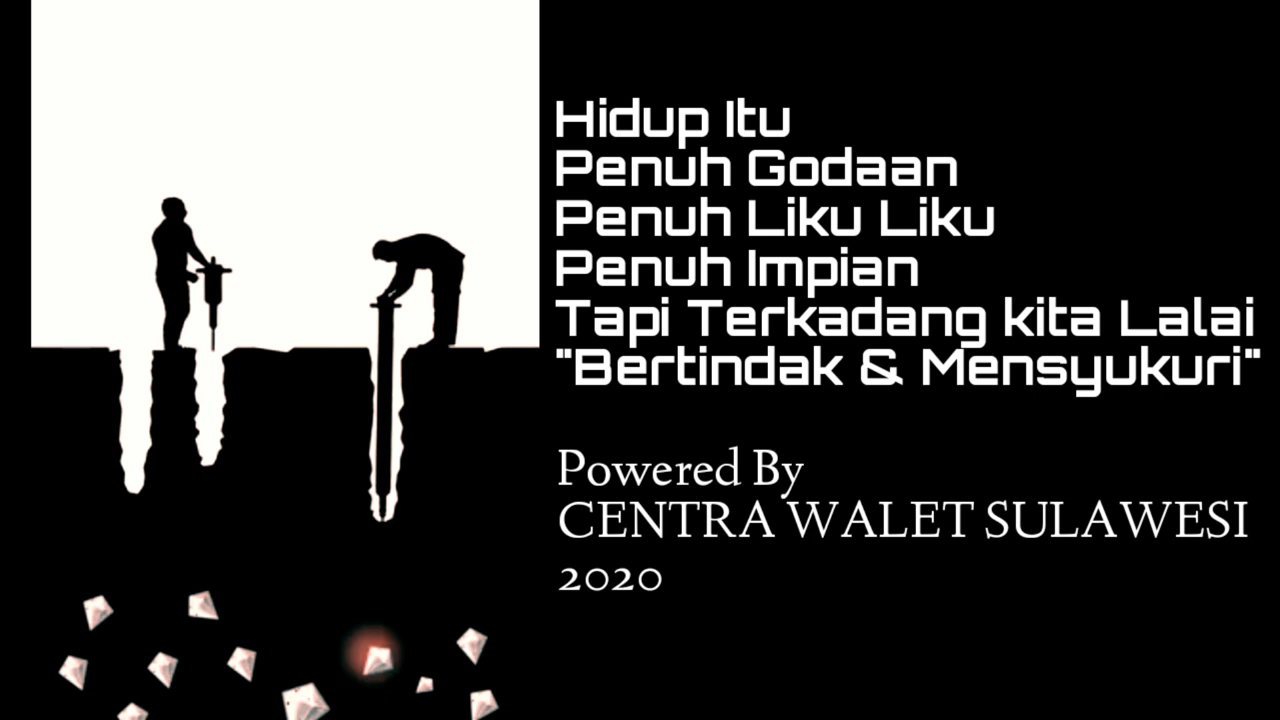 Hidup Itu
Penuh Godaan
Penuh Liku Liku
Penuh Impian
Tapi Terkadang kita Lalai
"Bertindak & Mensyukuri"
Powered By
CENTRA WALET SULAWESI
2020